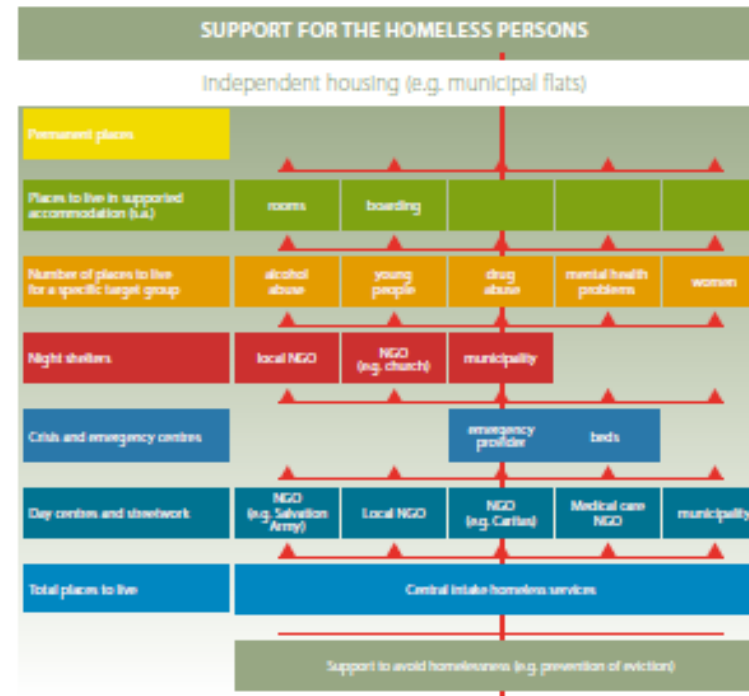 SUPPORT FOR THE HOMELESS PERSONS
Independent housing (e.g. municipal flats)
Permanent places
Places to live in supported
accommodation (s.a.)
rooms
boarding
Number of places to live
for a specific target group
alcohol
abuse
young
people
drug
abuse
mental health
problems
women
Night shelters
local NGO
NGO
(e.g. church)
municipality
Crisis and emergency centres
emergency
provider
beds
Day centres and streetwork
NGO
(e.g. Salvation
Army)
Local NGO
NGO
(e.g. Caritas)
Medical care
NGO
municipality
Total places to live
Central intake homeless services
Support to avoid homelessness (e.g. prevention of eviction)